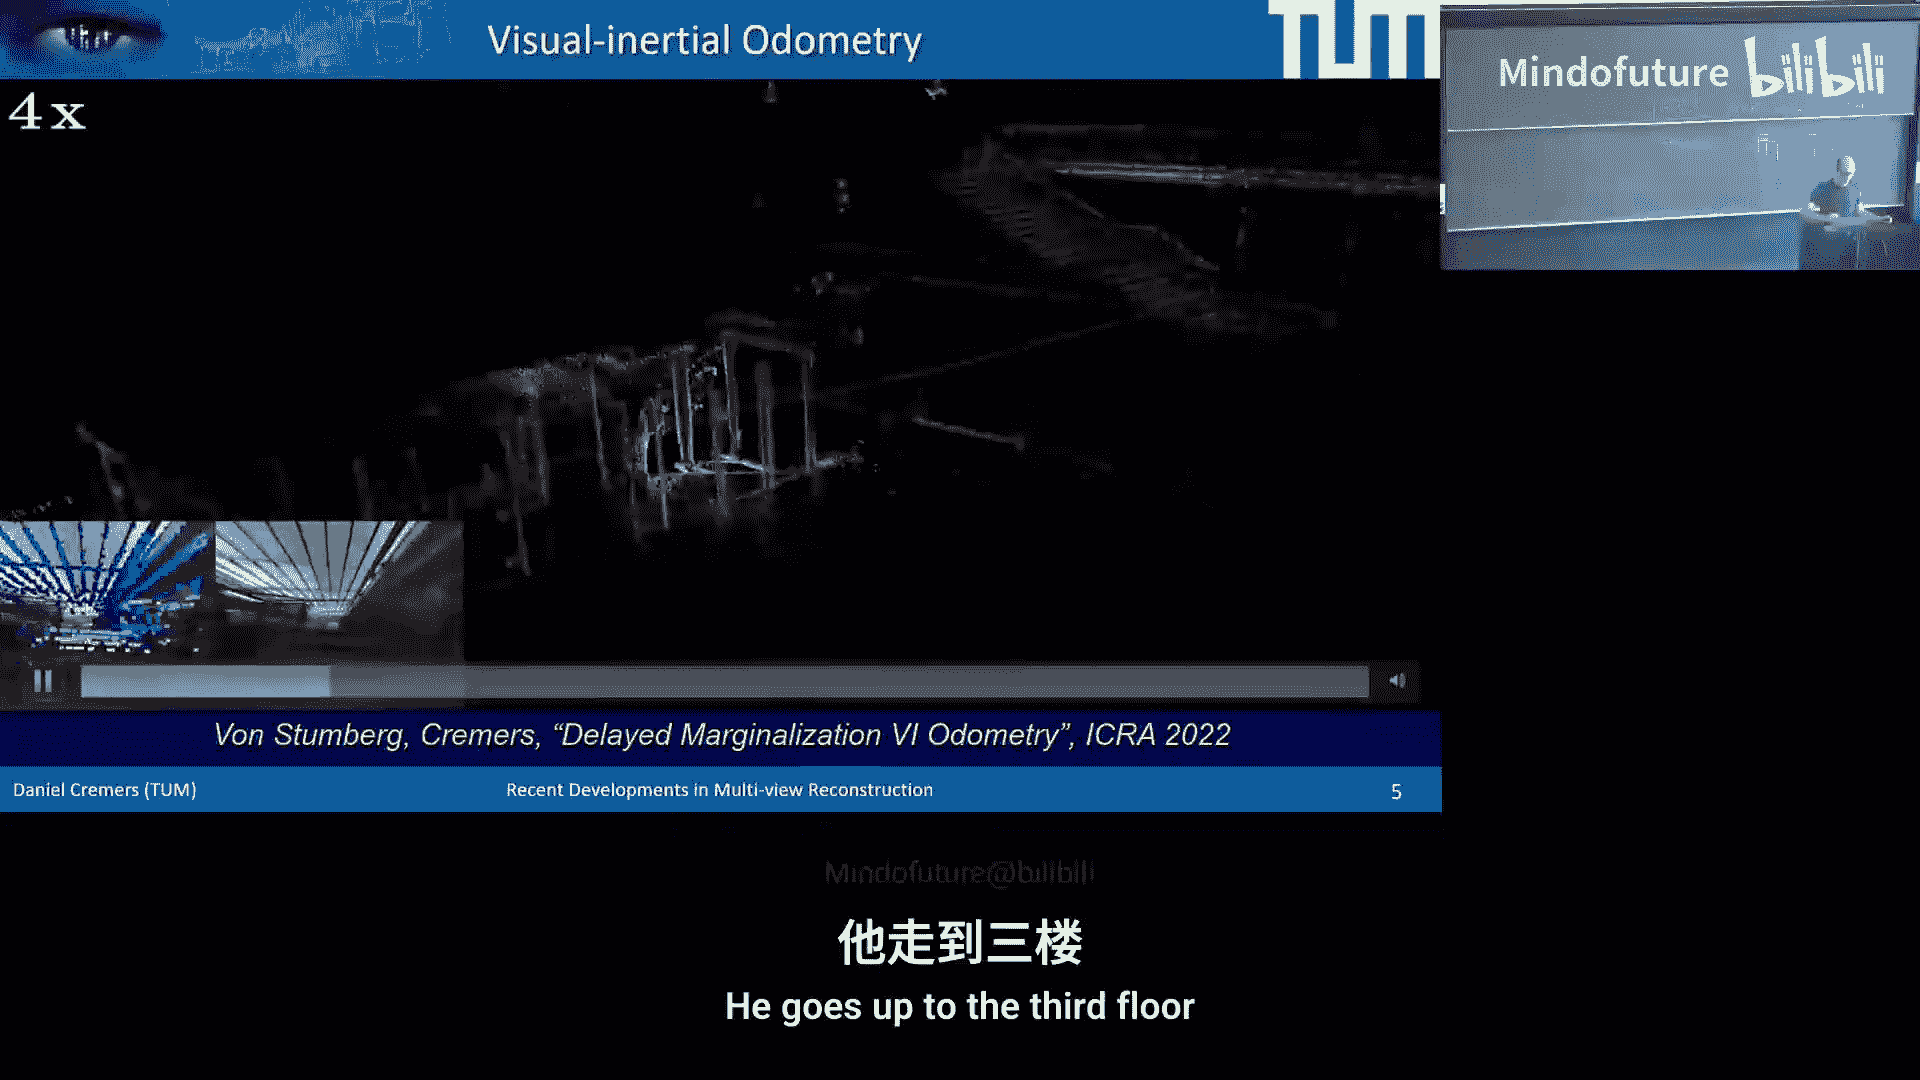 Visual-inertial Odometry
TUM
Mindofuture bilibili
4x
Von Stumberg, Cremers, “Delayed Marginalization VI Odometry”, ICRA 2022
Daniel Cremers (TUM)
Recent Developments in Multi-view Reconstruction
5
Mindofuture@bilibili
他走到三楼
He goes up to the third floor